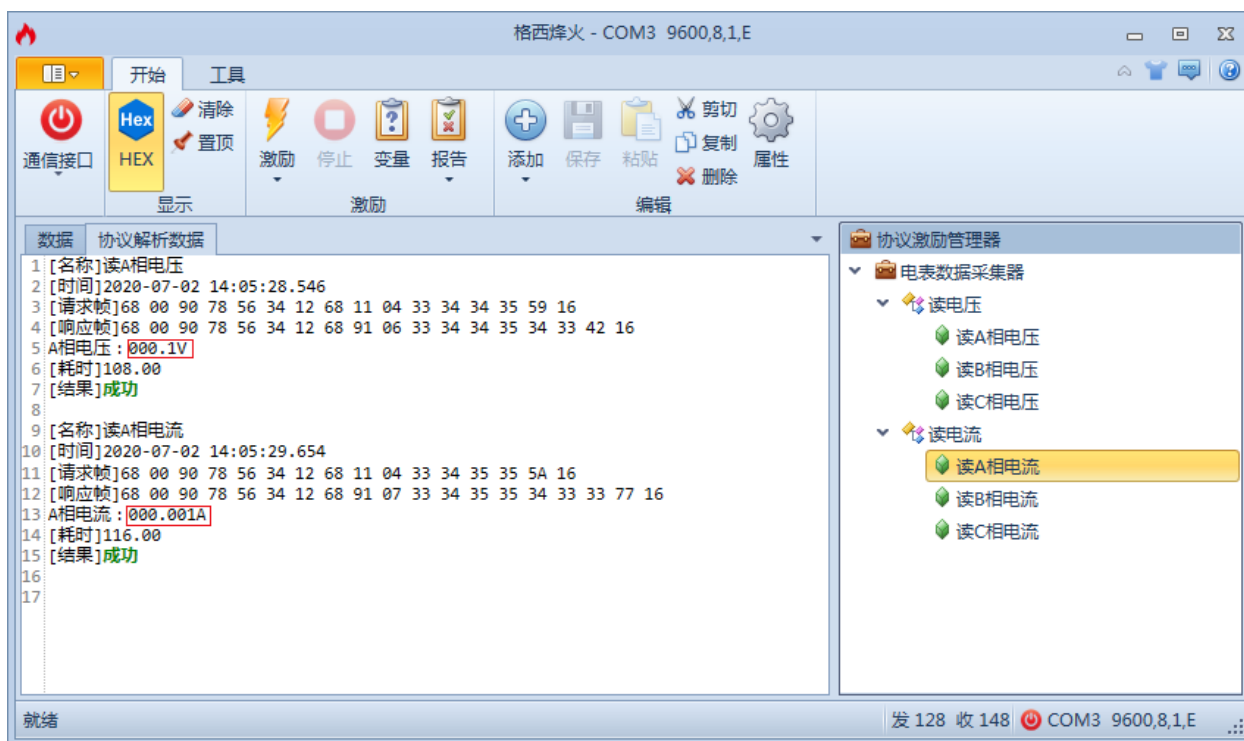 格西烽火 - COM3 9600,8,1,E
开始 工具
通信接口
Hex
HEX
清除
置顶
显示
激励
停止
变量
报告
激励
添加
保存
粘贴
剪切
复制
删除
属性
编辑
数据 协议解析数据
1 [名称]读A相电压
2 [时间]2020-07-02 14:05:28.546
3 [请求帧]68 00 90 78 56 34 12 68 11 04 33 34 34 35 59 16
4 [响应帧]68 00 90 78 56 34 12 68 91 06 33 34 34 35 34 33 42 16
5 A相电压：000.1V
6 [耗时]108.00
7 [结果]成功
8
9 [名称]读A相电流
10 [时间]2020-07-02 14:05:29.654
11 [请求帧]68 00 90 78 56 34 12 68 11 04 33 34 35 35 5A 16
12 [响应帧]68 00 90 78 56 34 12 68 91 07 33 34 35 35 34 33 33 77 16
13 A相电流：000.001A
14 [耗时]116.00
15 [结果]成功
16
17
协议激励管理器
电表数据采集器
读电压
读A相电压
读B相电压
读C相电压
读电流
读A相电流
读B相电流
读C相电流
就绪
发 128 收 148 COM3 9600,8,1,E